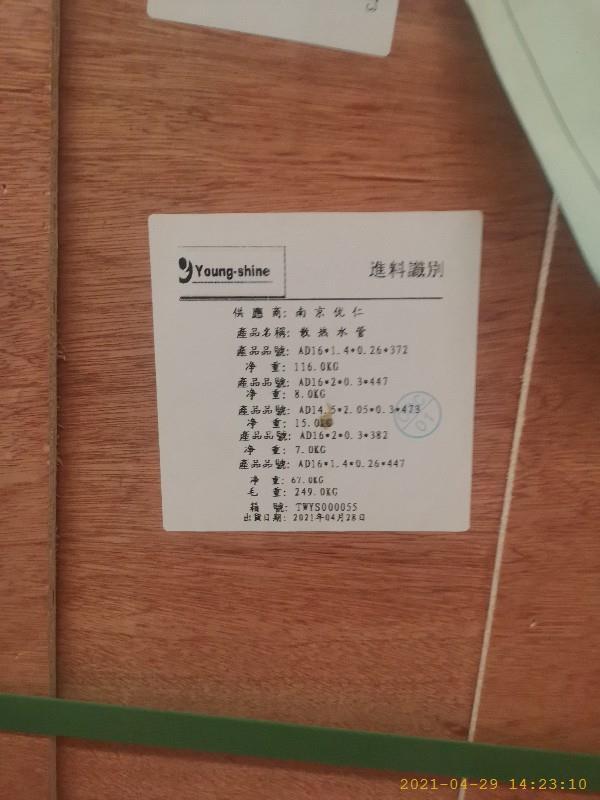 Young-shine
進料識別
供應商: 南京优仁
產品名稱: 散热水管
產品品號: AD16*1.4*0.26*372
净重: 116.0KG
產品品號: AD16*2*0.3*447
净重: 8.0KG
產品品號: AD14.5*2.05*0.3*473
净重: 15.0KG
產品品號: AD16*2*0.3*382
净重: 7.0KG
產品品號: AD16*1.4*0.26*447
净重: 67.0KG
毛重: 249.0KG
箱號: TWYS000055
出貨日期: 2021年04月28日
2021-04-29 14:23:10